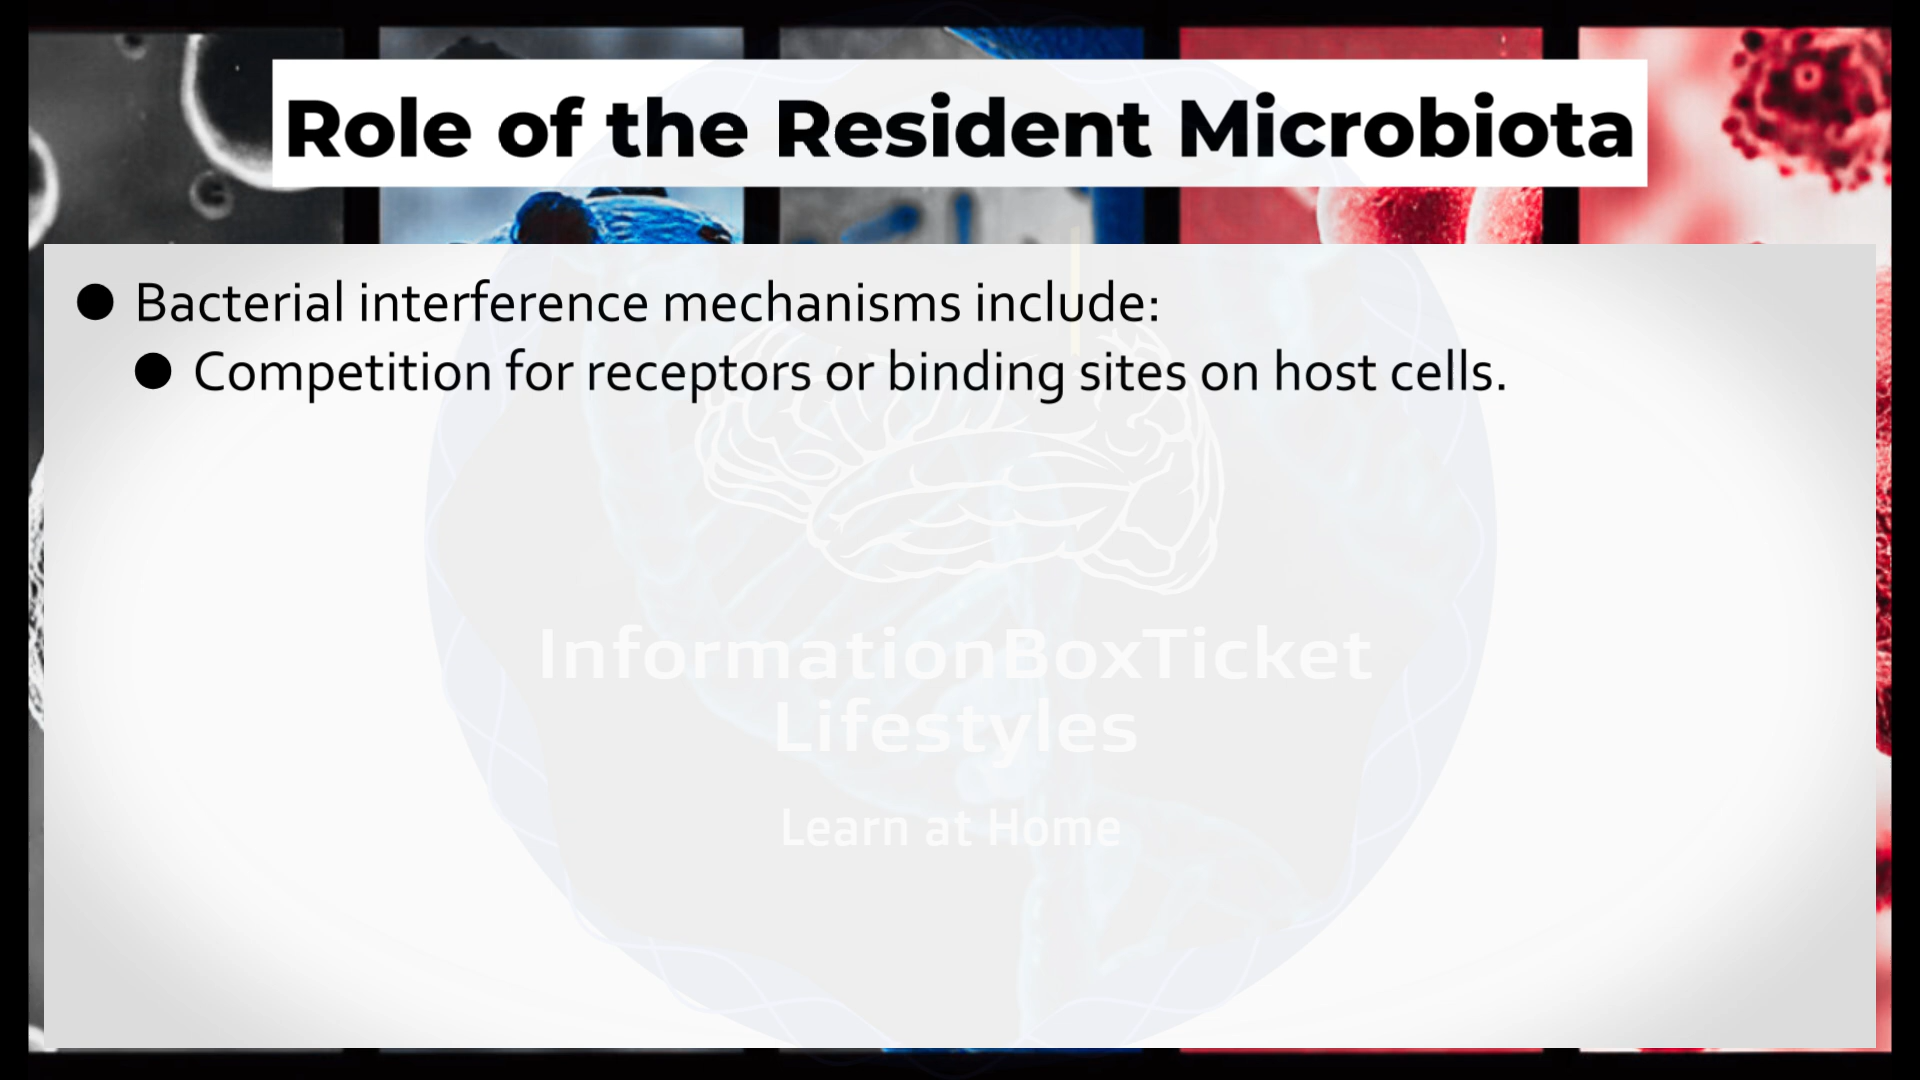 Role of the Resident Microbiota
● Bacterial interference mechanisms include:
● Competition for receptors or binding sites on host cells.
InformationBoxTicket
Lifestyles
Learn at Home